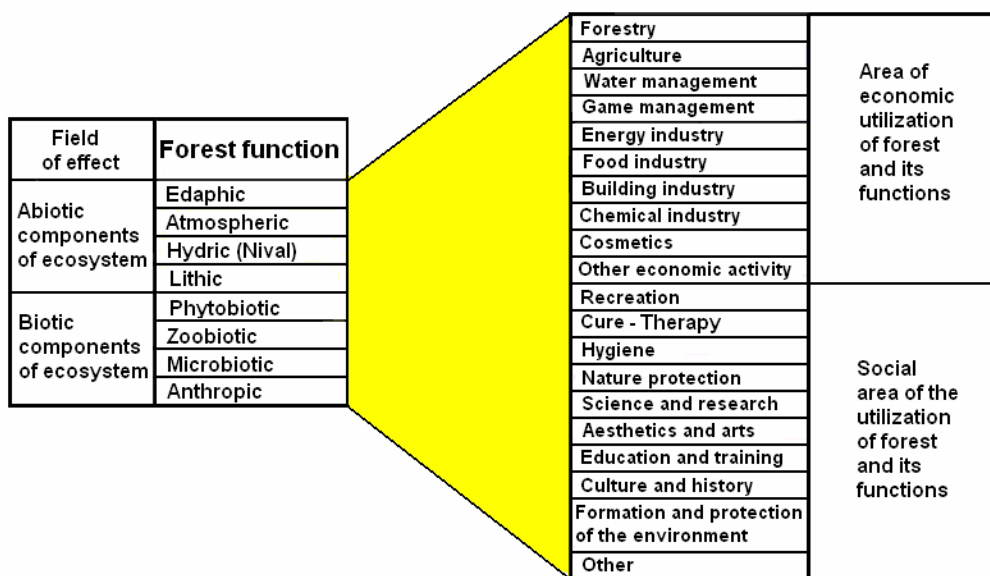 Field
of effect
Forest function
Abiotic
components
of ecosystem
Edaphic
Atmospheric
Hydric (Nival)
Lithic
Biotic
components
of ecosystem
Phytobiotic
Zoobiotic
Microbiotic
Anthropic
Forestry
Agriculture
Water management
Game management
Energy industry
Food industry
Building industry
Chemical industry
Cosmetics
Other economic activity
Area of
economic
utilization
of forest
and its
functions
Recreation
Cure - Therapy
Hygiene
Nature protection
Science and research
Aesthetics and arts
Education and training
Culture and history
Formation and protection
of the environment
Other
Social
area of the
utilization
of forest
and its
functions